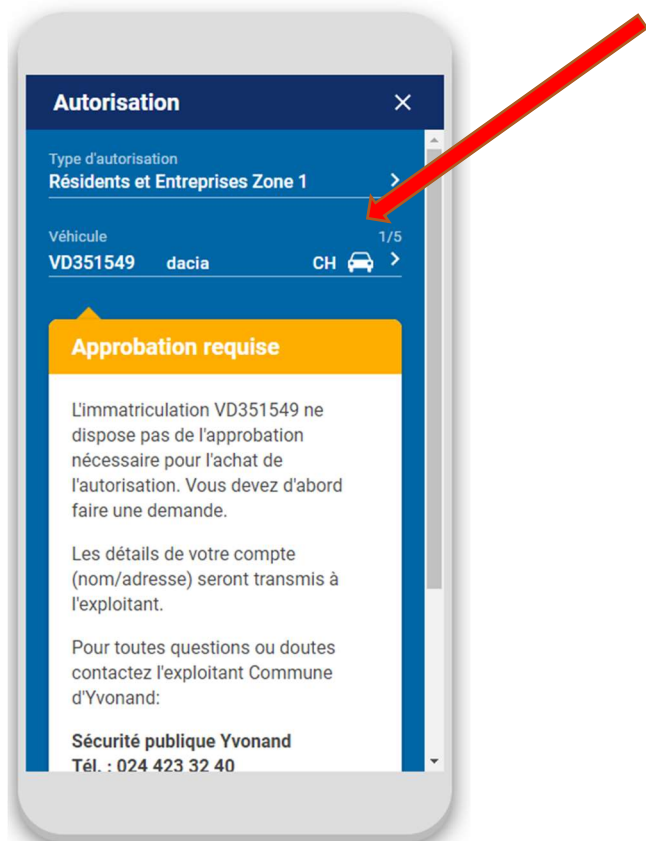 Autorisation ×
Type d'autorisation
Résidents et Entreprises Zone 1
Véhicule 1/5
VD351549 dacia CH
Approbation requise
L'immatriculation VD351549 ne
dispose pas de l'approbation
nécessaire pour l'achat de
l'autorisation. Vous devez d'abord
faire une demande.
Les détails de votre compte
(nom/adresse) seront transmis à
l'exploitant.
Pour toutes questions ou doutes
contactez l'exploitant Commune
d'Yvonand:
Sécurité publique Yvonand
Tél. : 024 423 32 40